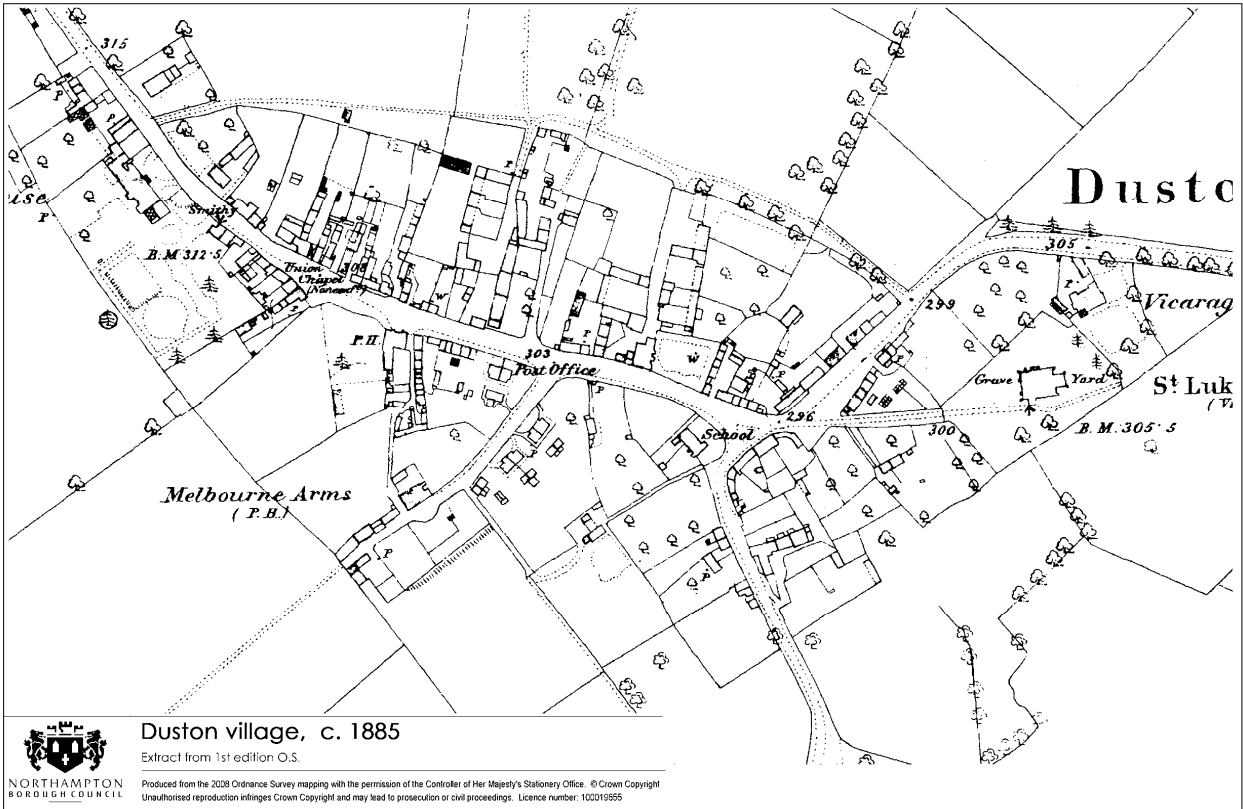 315
P
P
Dusto
use
P
Smithy
305
B.M. 312·5
Union
Chapel
308
W
P
P
299
P
Vicarag
P.H
303
Post Office
P
W
P
P
Grave Yard
St Luk
296
300
B.M. 305·5
School
P
Melbourne Arms
(P.H.)
P
P
Duston village, c. 1885
Extract from 1st edition O.S.
NORTHAMPTON
BOROUGH COUNCIL
Produced from the 2008 Ordnance Survey mapping with the permission of the Controller of Her Majesty's Stationery Office. © Crown Copyright
Unauthorised reproduction infringes Crown Copyright and may lead to prosecution or civil proceedings. Licence number: 100019655